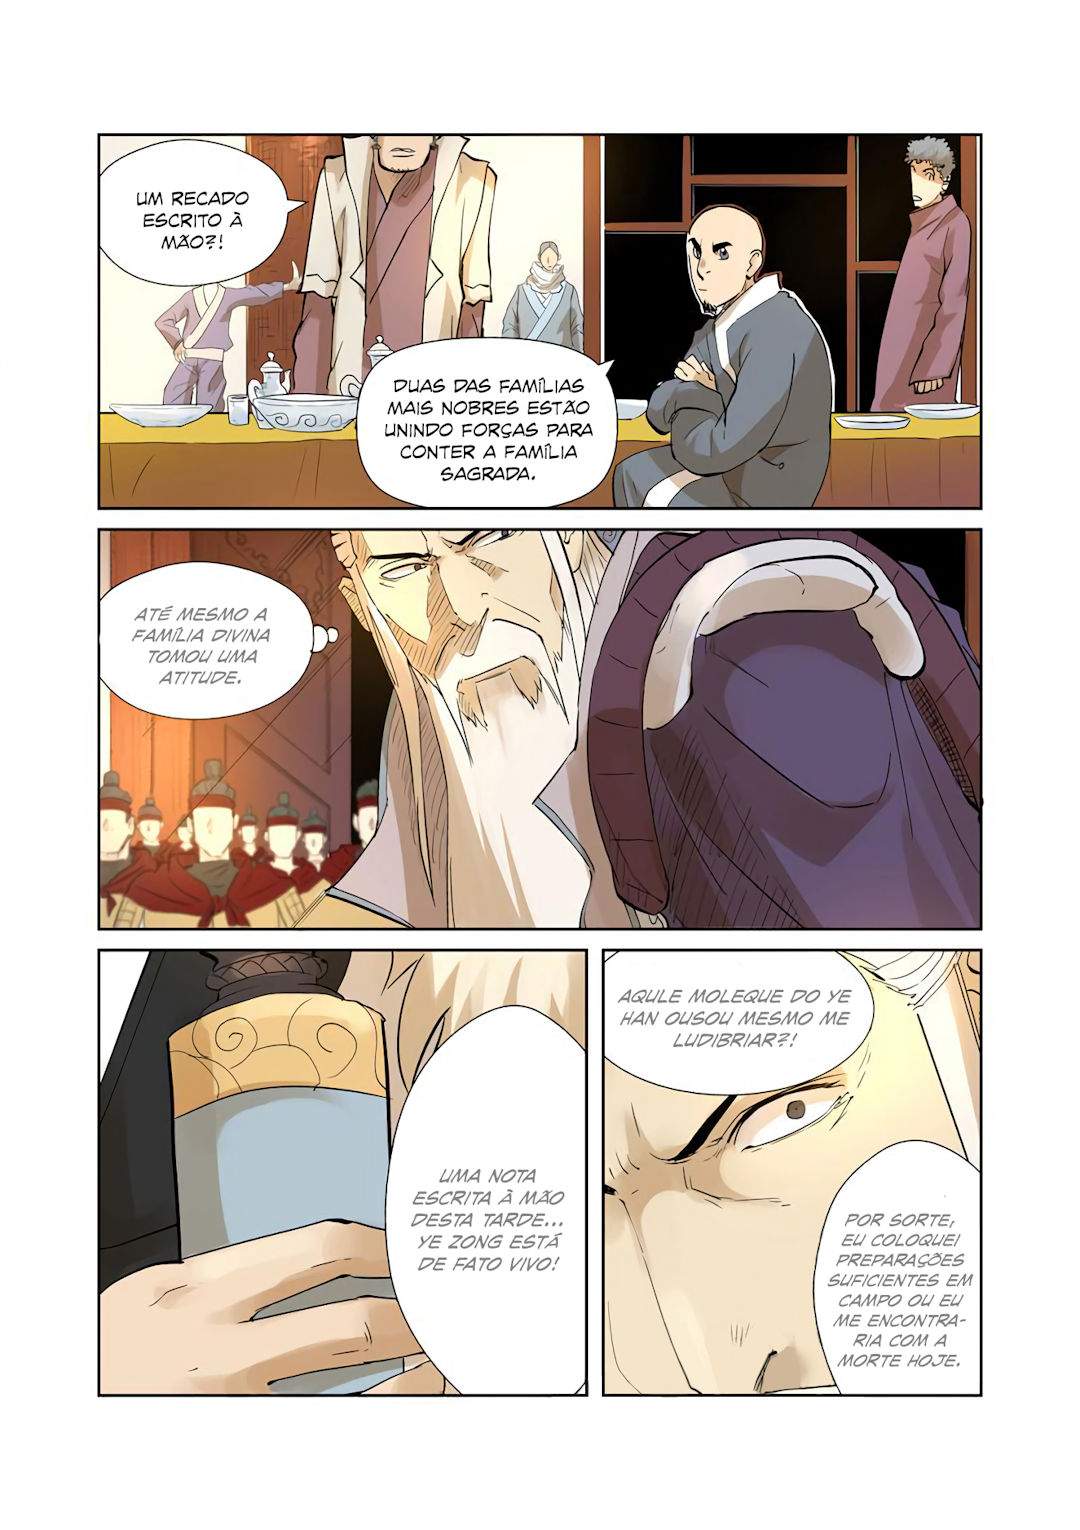 UM RECADO
ESCRITO À
MÃO?!
DUAS DAS FAMÍLIAS
MAIS NOBRES ESTÃO
UNINDO FORÇAS PARA
CONTER A FAMÍLIA
SAGRADA.
ATÉ MESMO A
FAMÍLIA DIVINA
TOMOU UMA
ATITUDE.
UMA NOTA
ESCRITA À MÃO
DESTA TARDE...
YE ZONG ESTÁ
DE FATO VIVO!
AQULE MOLEQUE DO YE
HAN OUSOU MESMO ME
LUDIBRIAR?!
POR SORTE,
EU COLOQUEI
PREPARAÇÕES
SUFICIENTES EM
CAMPO OU EU
ME ENCONTRA-
RIA COM A
MORTE HOJE.